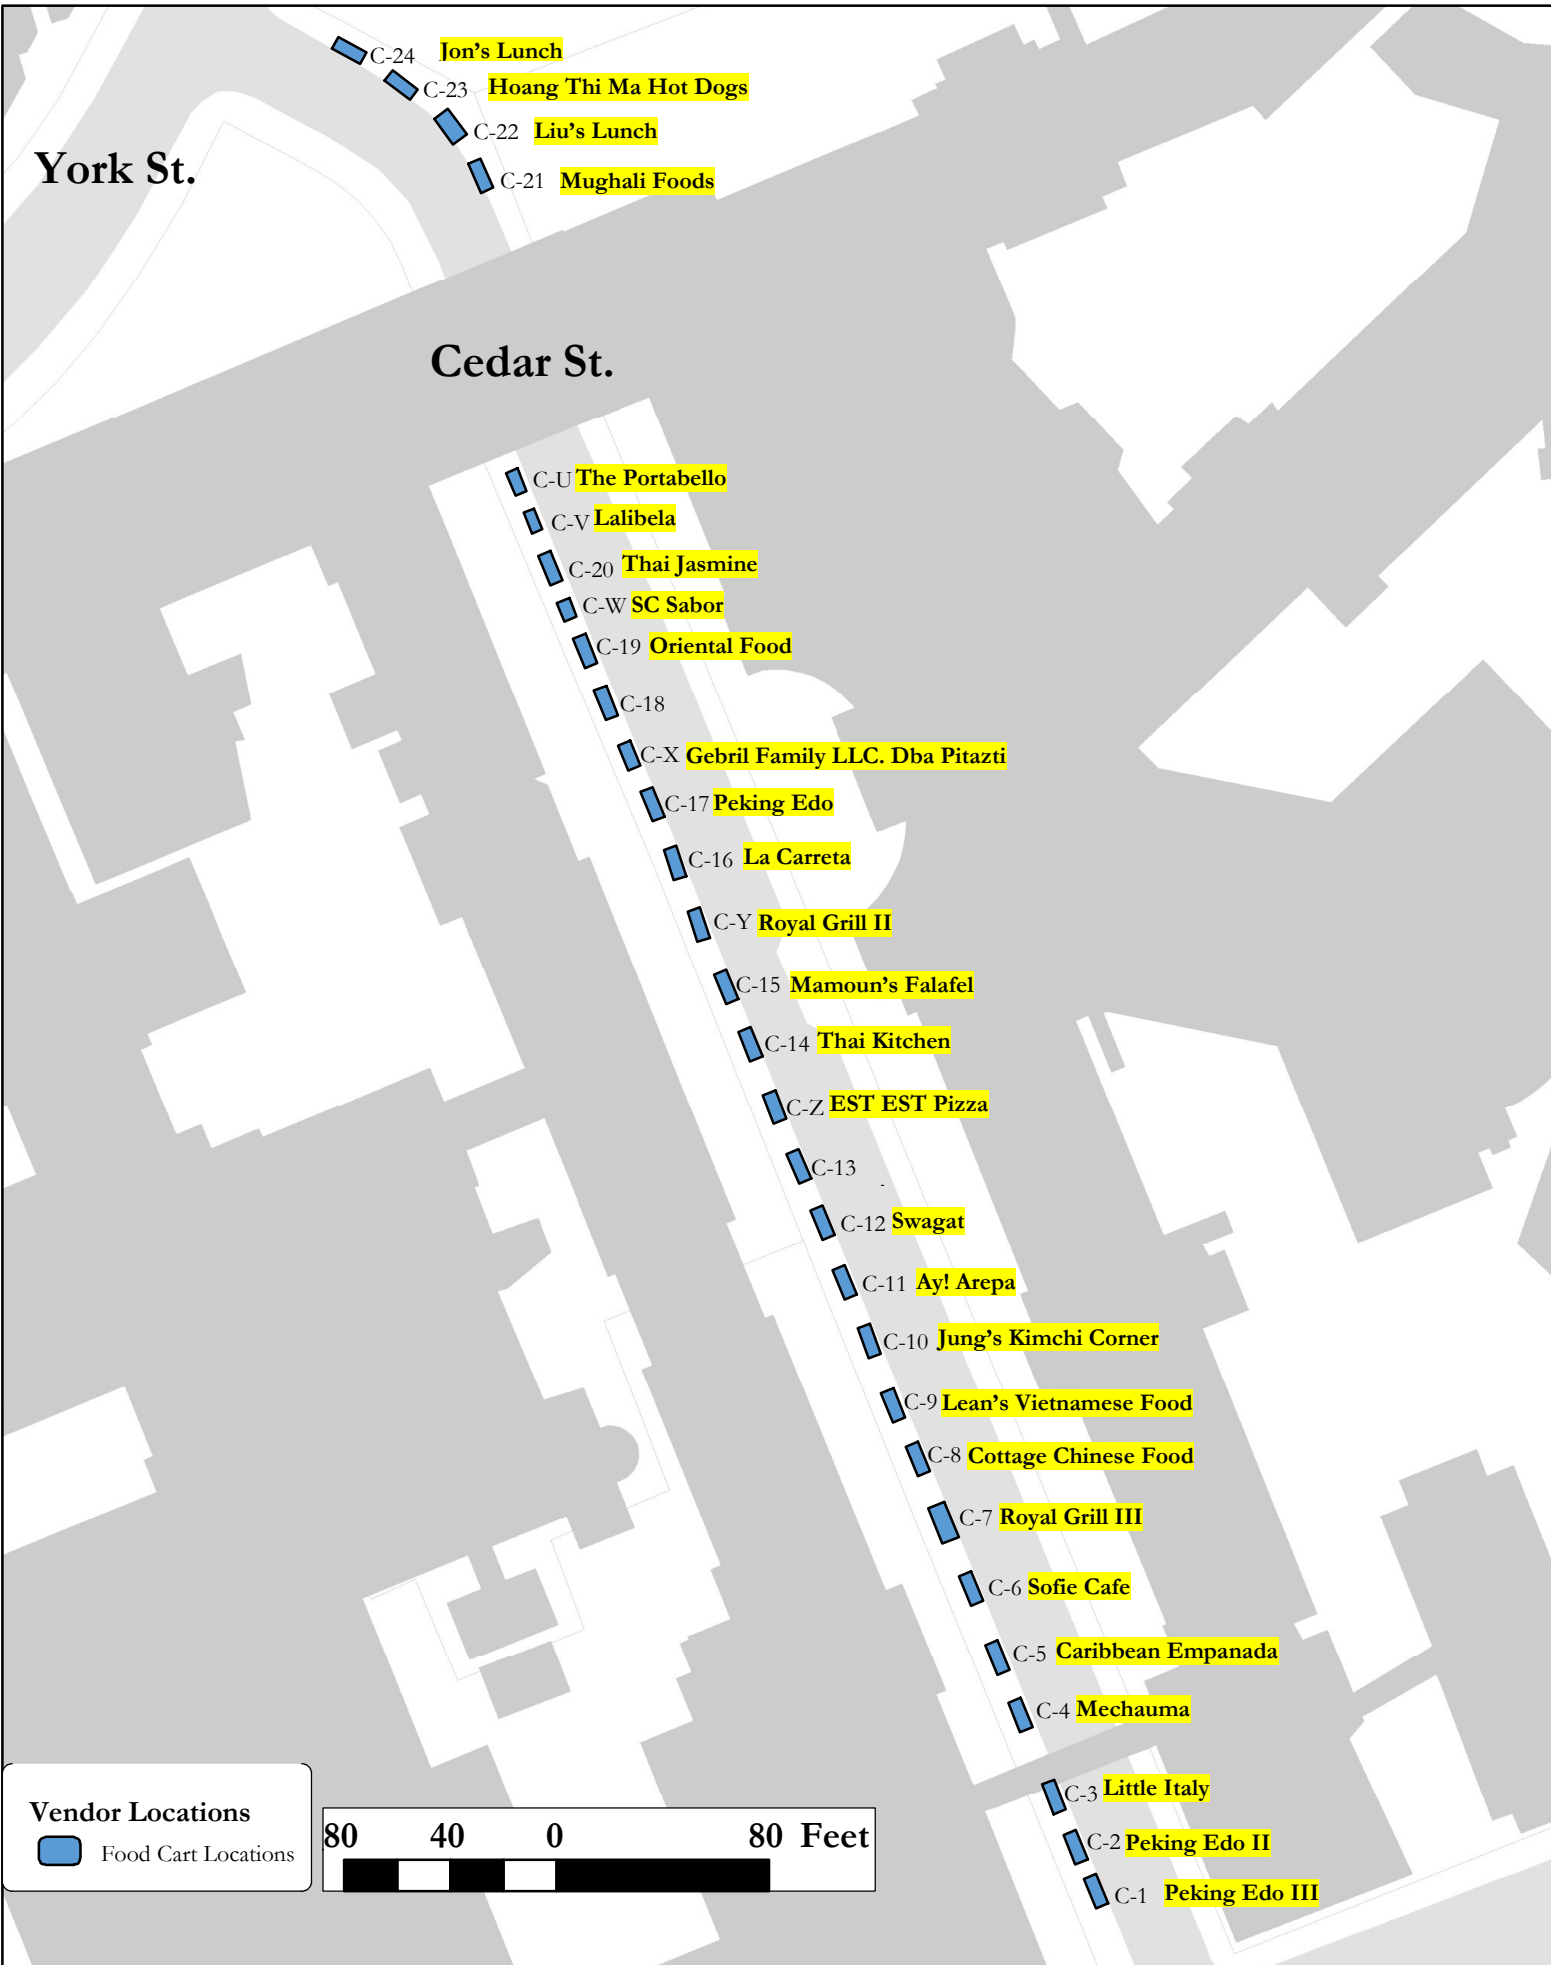 C-24 Jon's Lunch
C-23 Hoang Thi Ma Hot Dogs
C-22 Liu's Lunch
York St.
C-21 Mughali Foods
Cedar St.
C-U The Portabello
C-V Lalibela
C-20 Thai Jasmine
C-W SC Sabor
C-19 Oriental Food
C-18
C-X Gebril Family LLC. Dba Pitazti
C-17 Peking Edo
C-16 La Carreta
C-Y Royal Grill II
C-15 Mamoun’s Falafel
C-14 Thai Kitchen
C-Z EST EST Pizza
C-13
C-12 Swagat
C-11 Ay! Arepa
C-10 Jung’s Kimchi Corner
C-9 Lean’s Vietnamese Food
C-8 Cottage Chinese Food
C-7 Royal Grill III
C-6 Sofie Cafe
C-5 Caribbean Empanada
C-4 Mechauma
C-3 Little Italy
C-2 Peking Edo II
C-1 Peking Edo III
Vendor Locations
Food Cart Locations
80 40 0 80 Feet